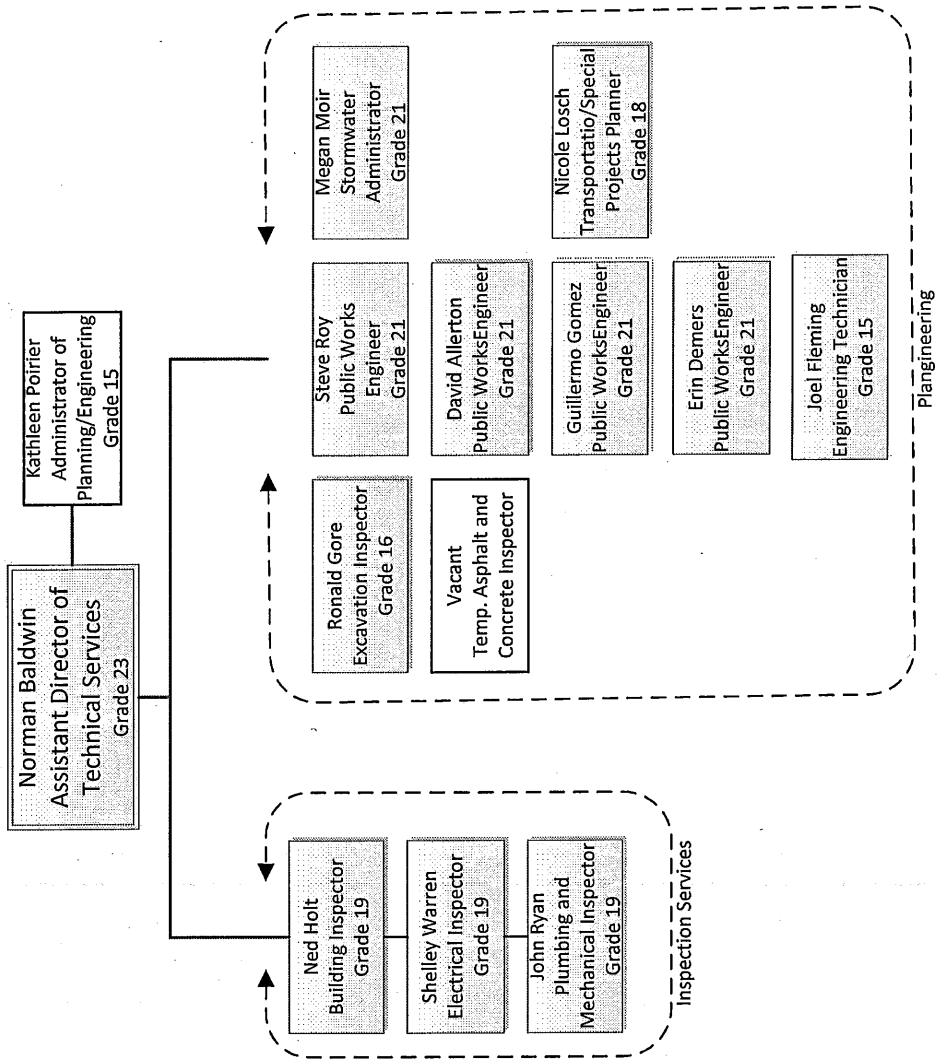 Norman Baldwin
Assistant Director of
Technical Services
Grade 23
Kathleen Poirier
Administrator of
Planning/Engineering
Grade 15
Ned Holt
Building Inspector
Grade 19
Shelley Warren
Electrical Inspector
Grade 19
John Ryan
Plumbing and
Mechanical Inspector
Grade 19
Inspection Services
Ronald Gore
Excavation Inspector
Grade 16
Vacant
Temp. Asphalt and
Concrete Inspector
Steve Roy
Public Works
Engineer
Grade 21
David Allerton
Public WorksEngineer
Grade 21
Guillermo Gomez
Public WorksEngineer
Grade 21
Erin Demers
Public WorksEngineer
Grade 21
Joel Fleming
Engineering Technician
Grade 15
Megan Moir
Stormwater
Administrator
Grade 21
Nicole Losch
Transportatio/Special
Projects Planner
Grade 18
Plangineering